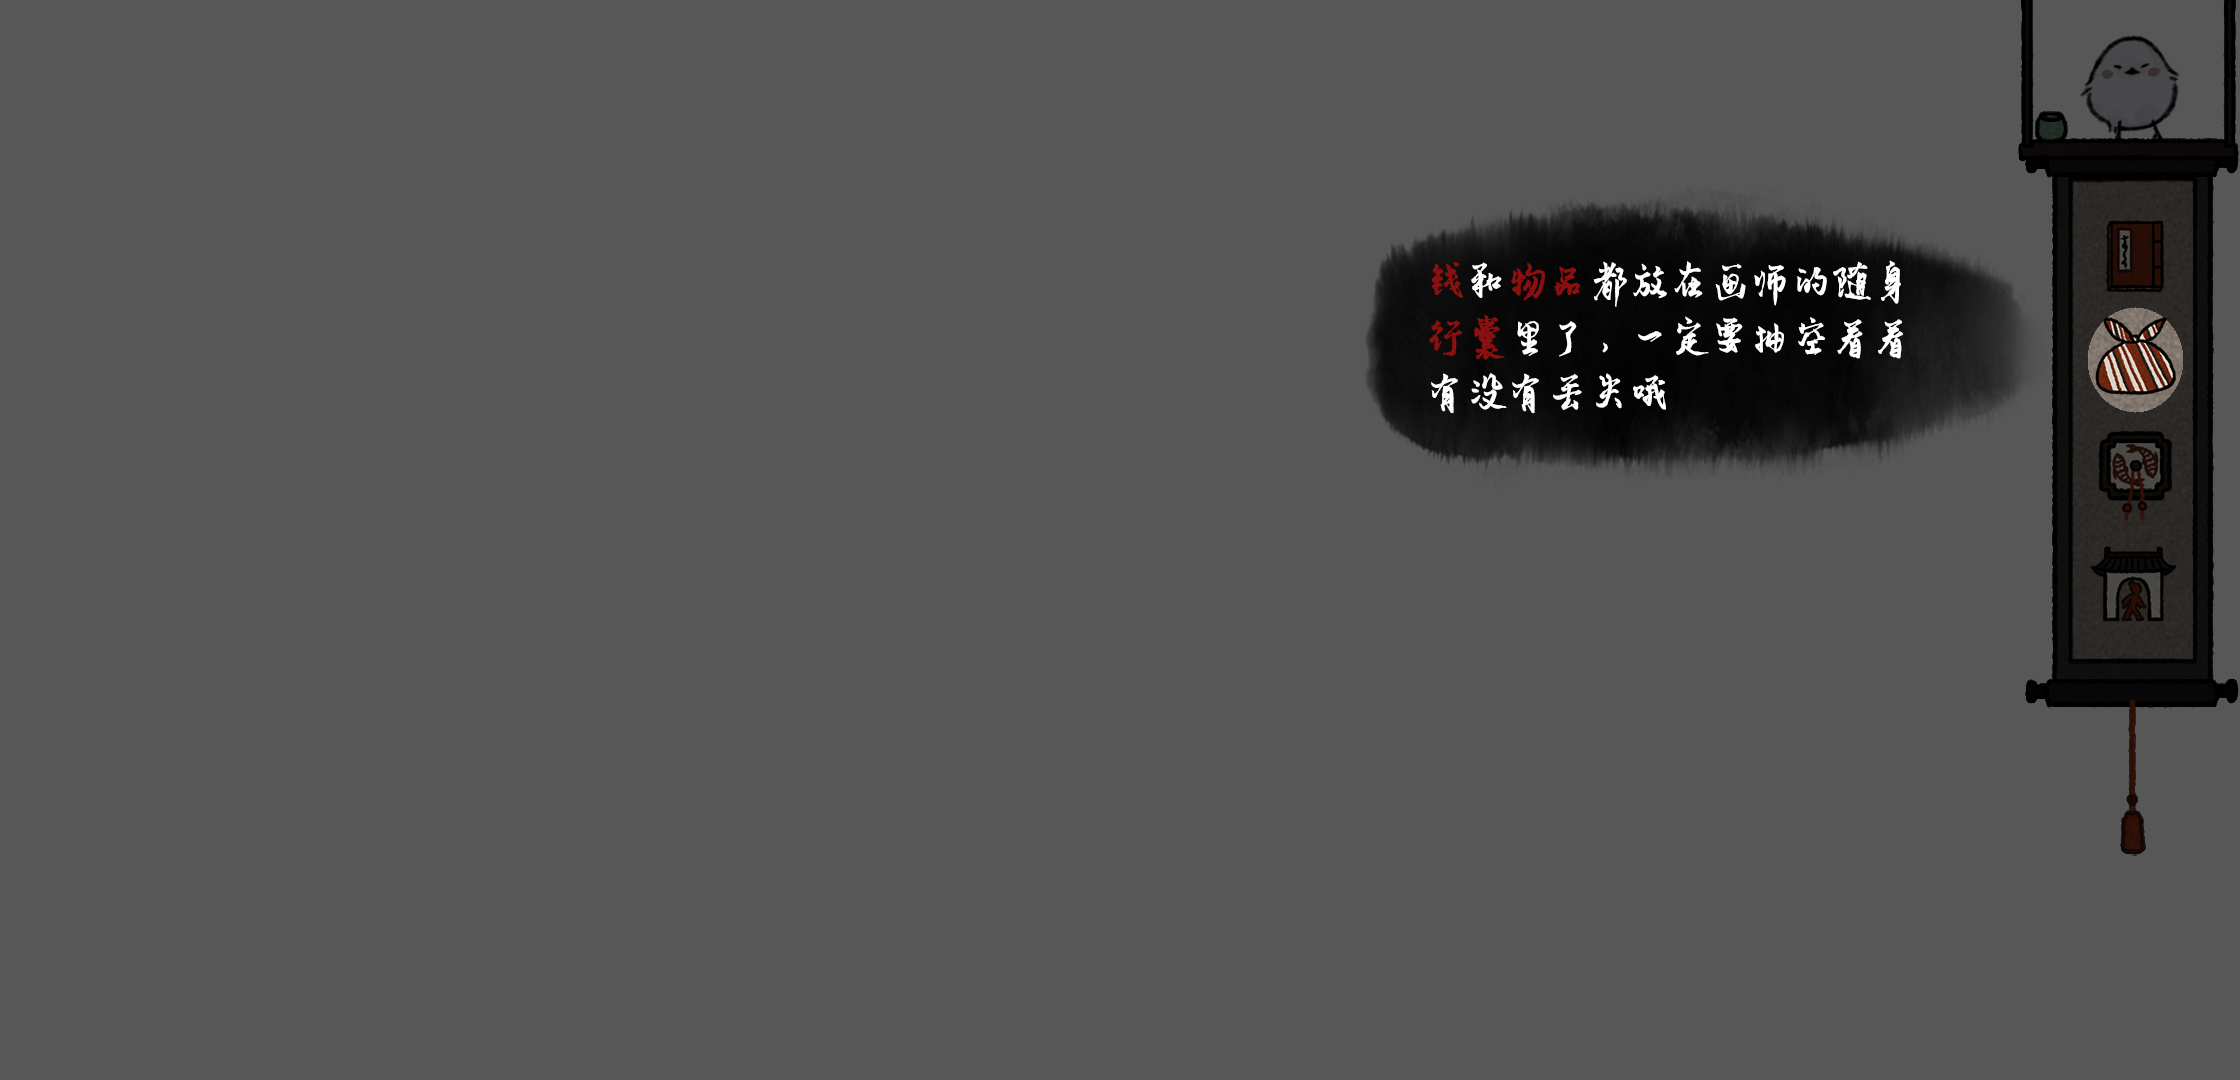 钱和物品都放在画师的随身
行囊里了，一定要抽空看看
有没有丢失哦